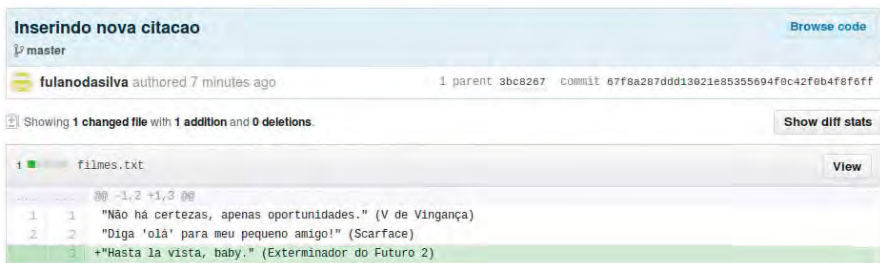 Inserindo nova citacao
Browse code
master
fulanodasilva authored 7 minutes ago 1 parent 3bc8267 commit 67f8a287ddd13021e85355694f0c42f0b4f8f6ff
Showing 1 changed file with 1 addition and 0 deletions.
Show diff stats
1 filmes.txt
View
... ... @@ -1,2 +1,3 @@
1 1 "Não há certezas, apenas oportunidades." (V de Vingança)
2 2 "Diga 'olá' para meu pequeno amigo!" (Scarface)
3 +"Hasta la vista, baby." (Exterminador do Futuro 2)